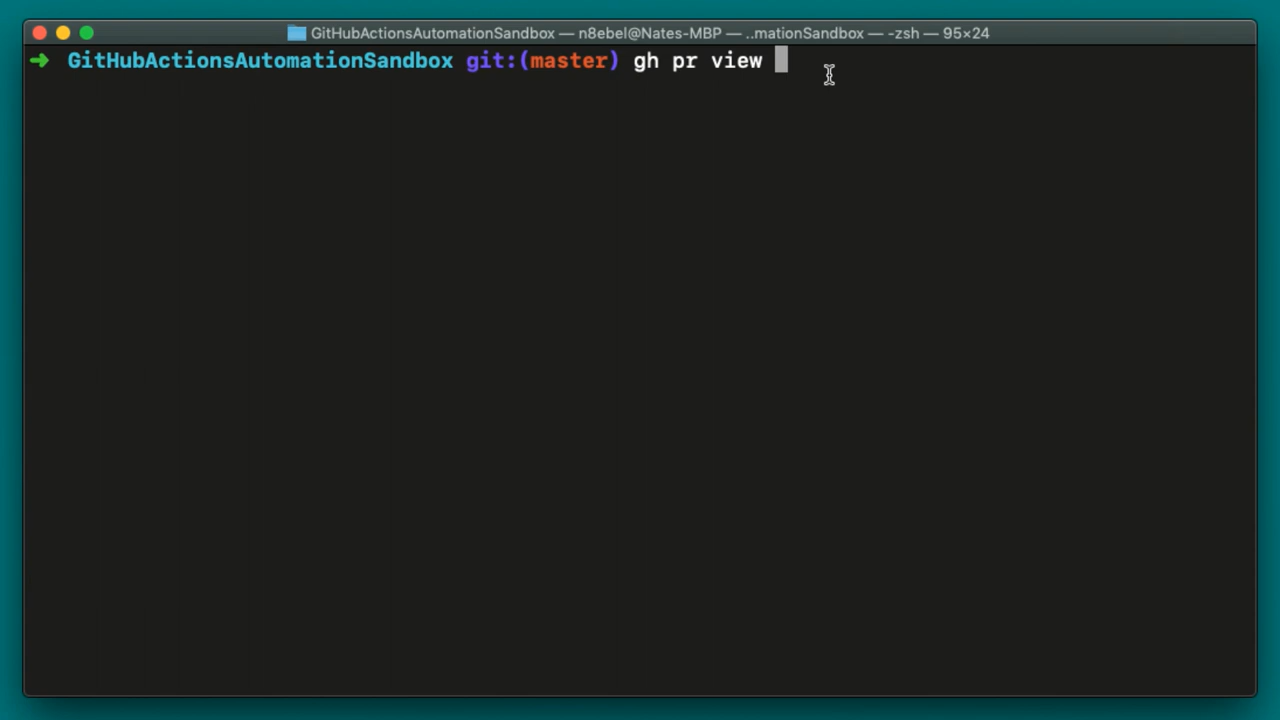 GitHubActionsAutomationSandbox — n8ebel@Nates-MBP — ..mationSandbox — -zsh — 95×24
➜ GitHubActionsAutomationSandbox git:(master) gh pr view